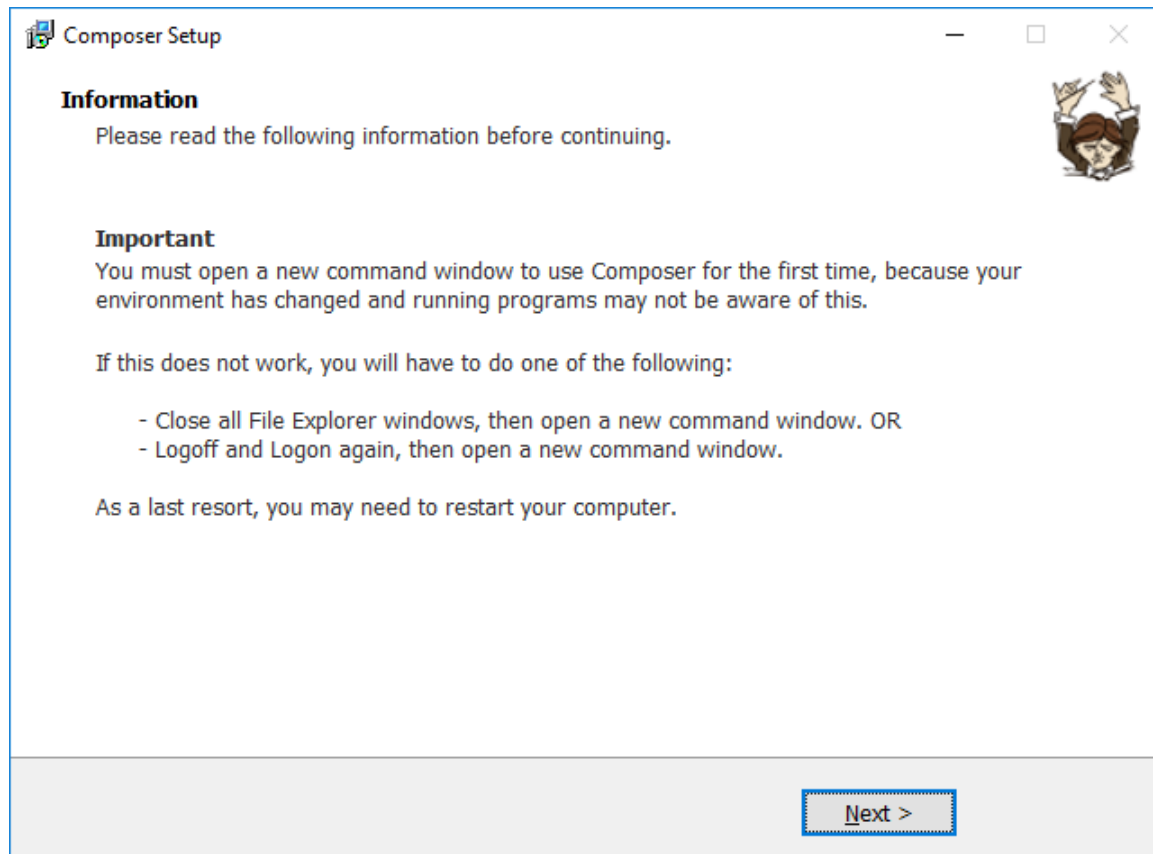 Composer Setup
Information
Please read the following information before continuing.
Important
You must open a new command window to use Composer for the first time, because your
environment has changed and running programs may not be aware of this.
If this does not work, you will have to do one of the following:
- Close all File Explorer windows, then open a new command window. OR
- Logoff and Logon again, then open a new command window.
As a last resort, you may need to restart your computer.
Next >